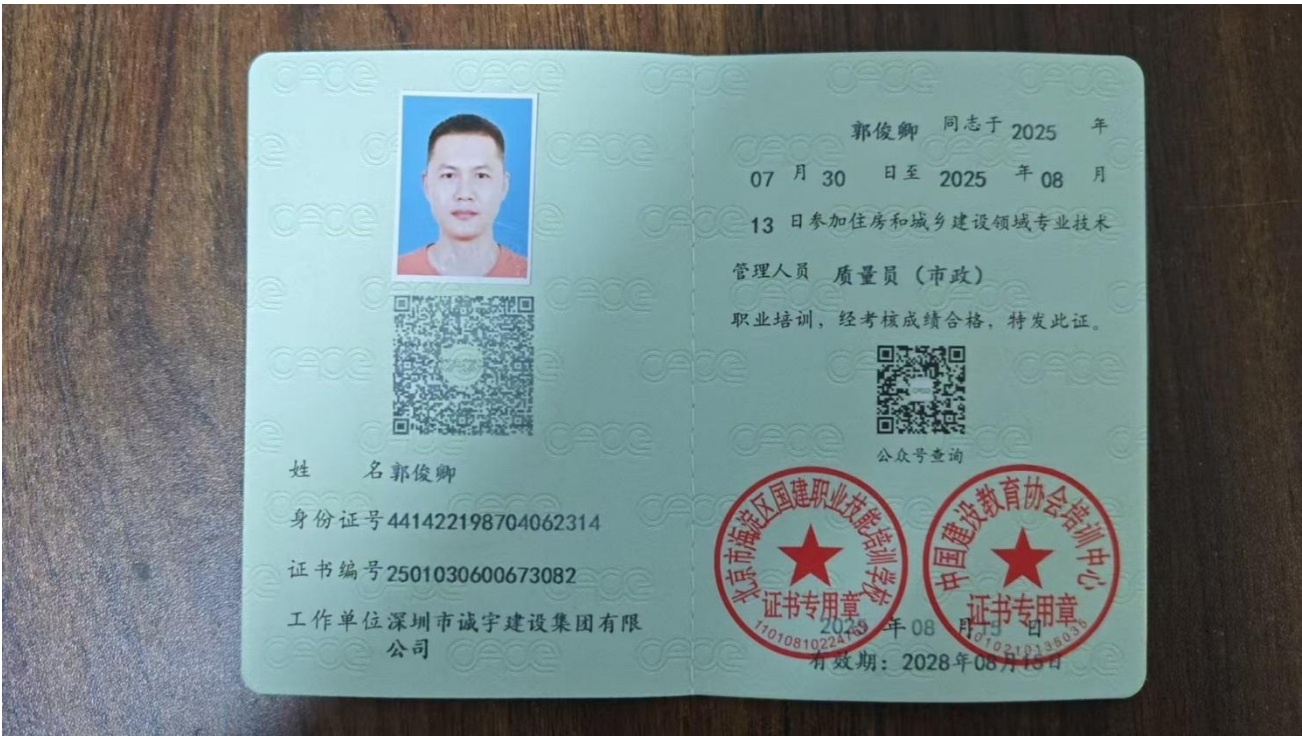 姓 名郭俊卿
身份证号441422198704062314
证书编号2501030600673082
工作单位深圳市诚宇建设集团有限
公司
郭俊卿 同志于 2025 年
07 月 30 日至 2025 年 08 月
13 日参加住房和城乡建设领域专业技术
管理人员 质量员（市政）
职业培训，经考核成绩合格，特发此证。
公众号查询
北京市海淀区国建职业技能培训学校
证书专用章
中国建设教育协会培训中心
证书专用章
2025 年 08 月 15 日
有效期：2028年08月15日